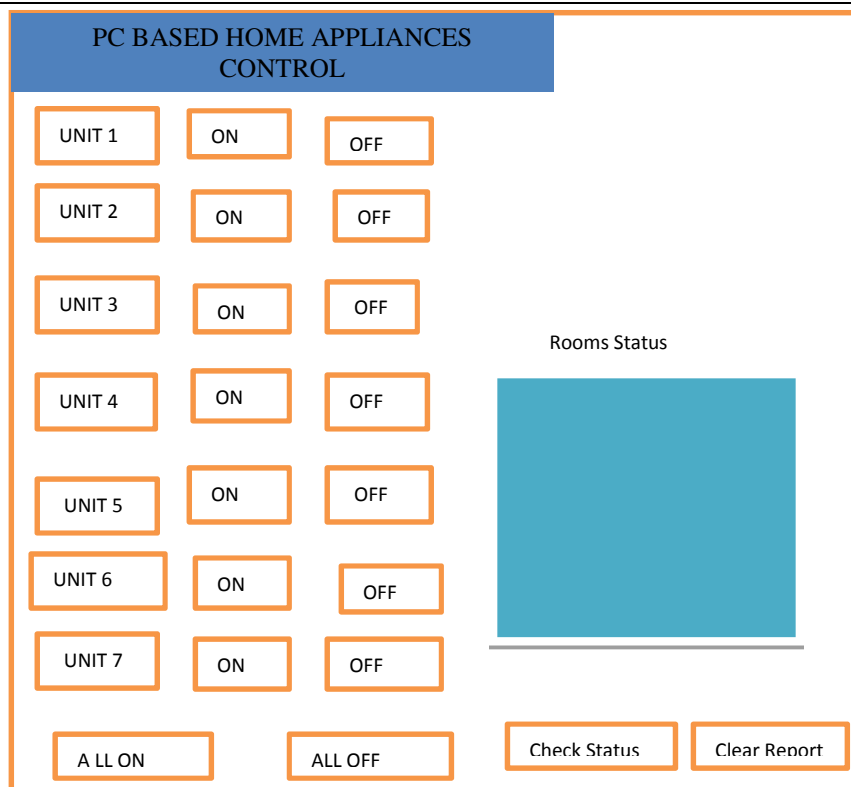 PC BASED HOME APPLIANCES
CONTROL
UNIT 1 ON OFF
UNIT 2 ON OFF
UNIT 3 ON OFF
Rooms Status
UNIT 4 ON OFF
UNIT 5 ON OFF
UNIT 6 ON OFF
UNIT 7 ON OFF
A LL ON ALL OFF Check Status Clear Report